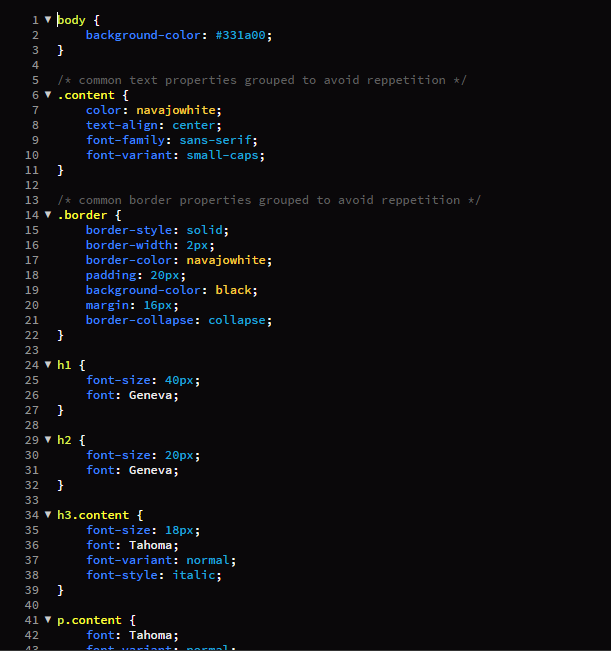 1 body {
2 background-color: #331a00;
3 }
4
5 /* common text properties grouped to avoid reppetition */
6 .content {
7 color: navajowhite;
8 text-align: center;
9 font-family: sans-serif;
10 font-variant: small-caps;
11 }
12
13 /* common border properties grouped to avoid reppetition */
14 .border {
15 border-style: solid;
16 border-width: 2px;
17 border-color: navajowhite;
18 padding: 20px;
19 background-color: black;
20 margin: 16px;
21 border-collapse: collapse;
22 }
23
24 h1 {
25 font-size: 40px;
26 font: Geneva;
27 }
28
29 h2 {
30 font-size: 20px;
31 font: Geneva;
32 }
33
34 h3.content {
35 font-size: 18px;
36 font: Tahoma;
37 font-variant: normal;
38 font-style: italic;
39 }
40
41 p.content {
42 font: Tahoma;
43 font-variant: normal;